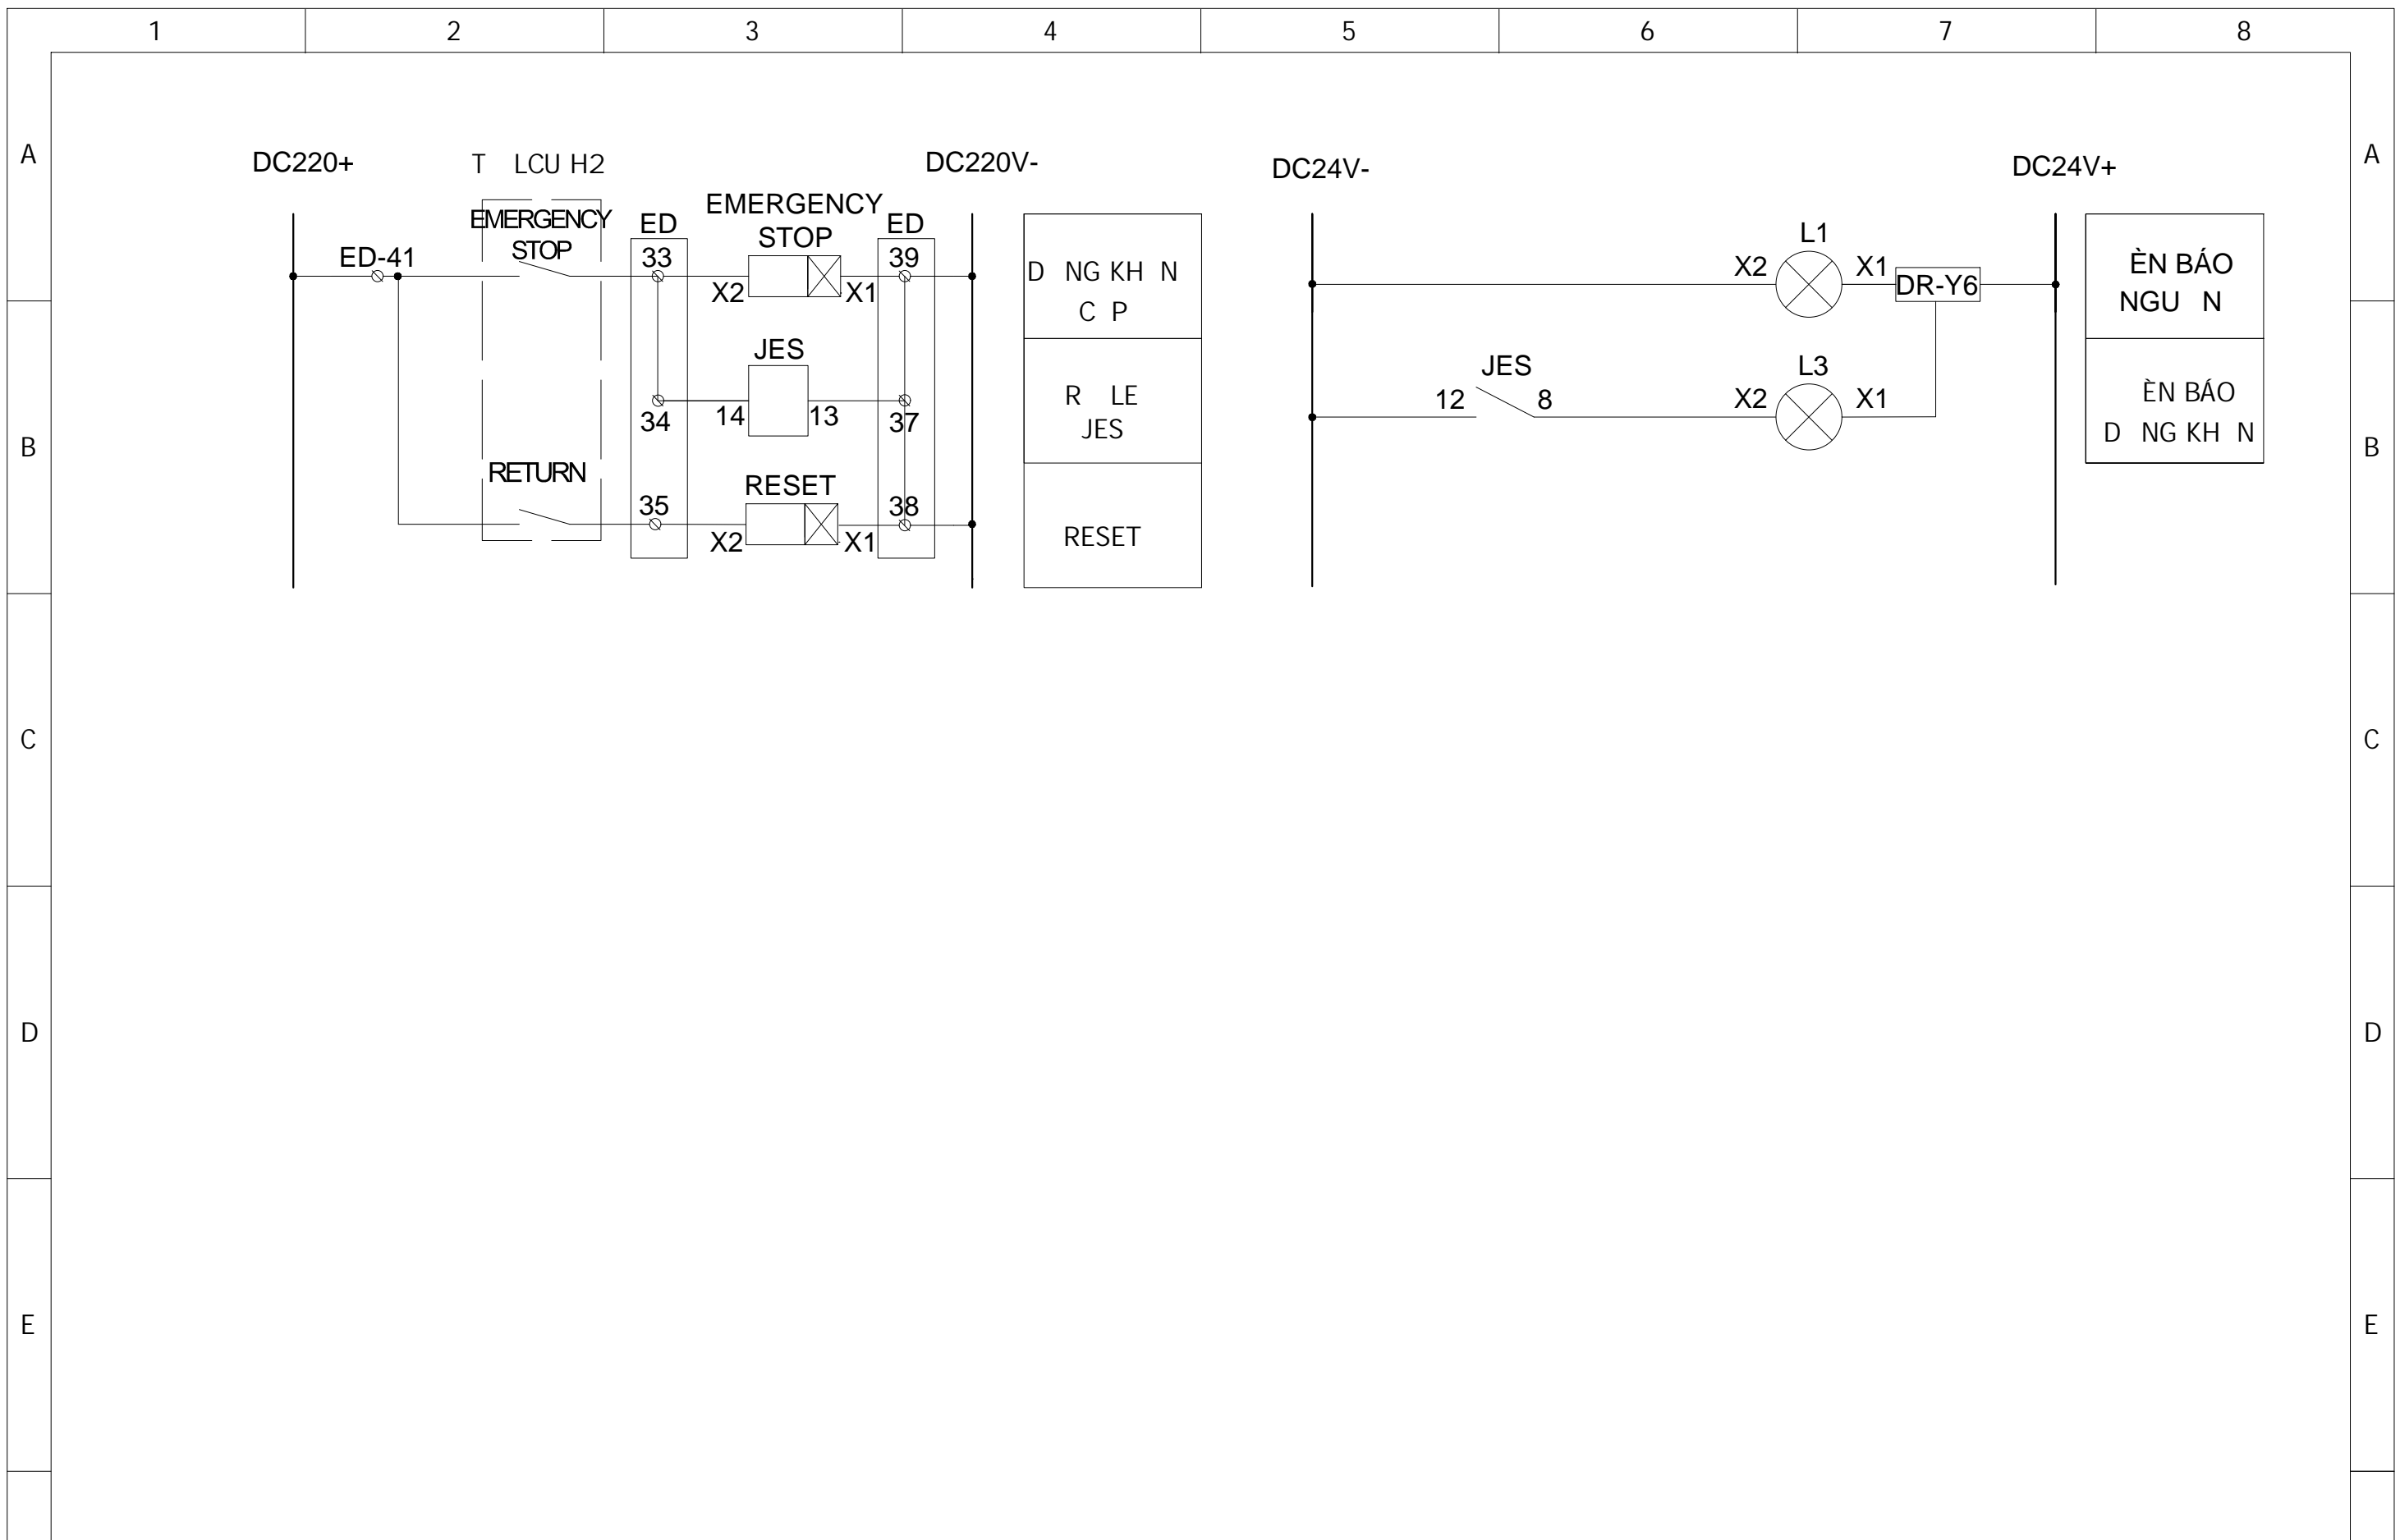 1 2 3 4 5 6 7 8
A A
DC220+ T LCU H2 DC220V- DC24V- DC24V+
EMERGENCY STOP
ED
EMERGENCY STOP
ED
ED-41
33
39
X2 X1
JES
34
14 13
37
RETURN
35
RESET
38
X2 X1
D NG KH N
C P
R LE
JES
RESET
L1
X2 X1
DR-Y6
JES
12 8
L3
X2 X1
ÈN BÁO
NGU N
ÈN BÁO
D NG KH N
B B
C C
D D
E E